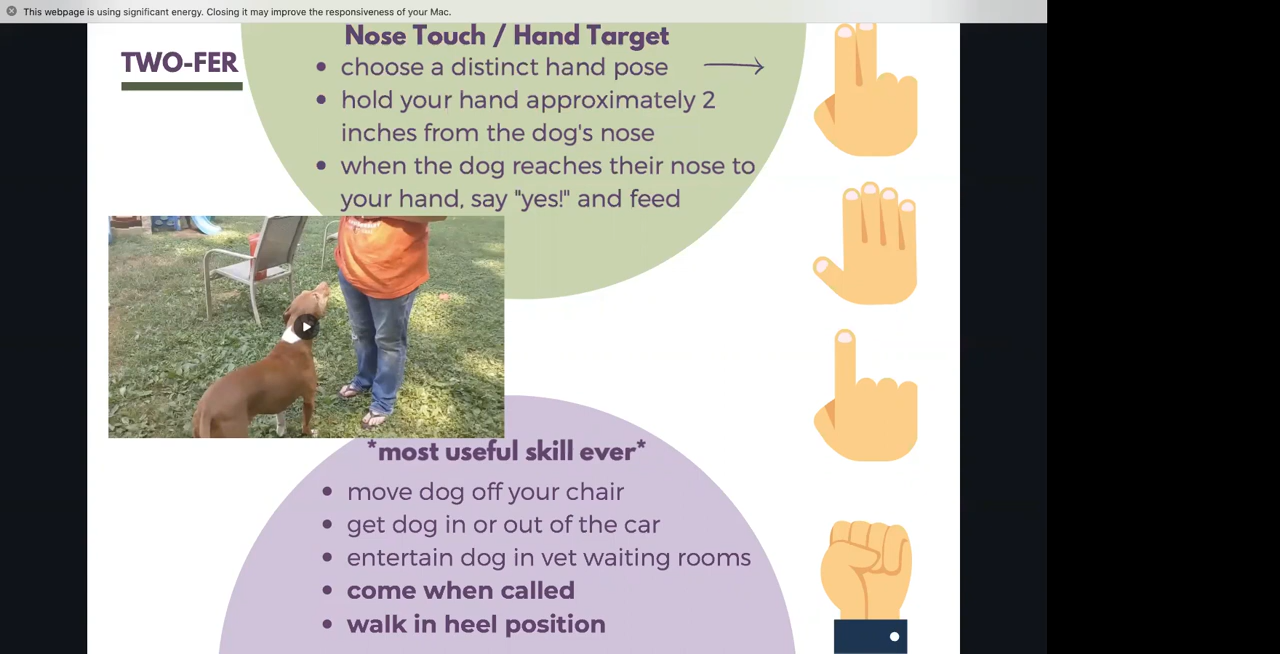 This webpage is using significant energy. Closing it may improve the responsiveness of your Mac.
TWO-FER
Nose Touch / Hand Target
• choose a distinct hand pose
• hold your hand approximately 2
inches from the dog's nose
• when the dog reaches their nose to
your hand, say "yes!" and feed
*most useful skill ever*
• move dog off your chair
• get dog in or out of the car
• entertain dog in vet waiting rooms
• come when called
• walk in heel position